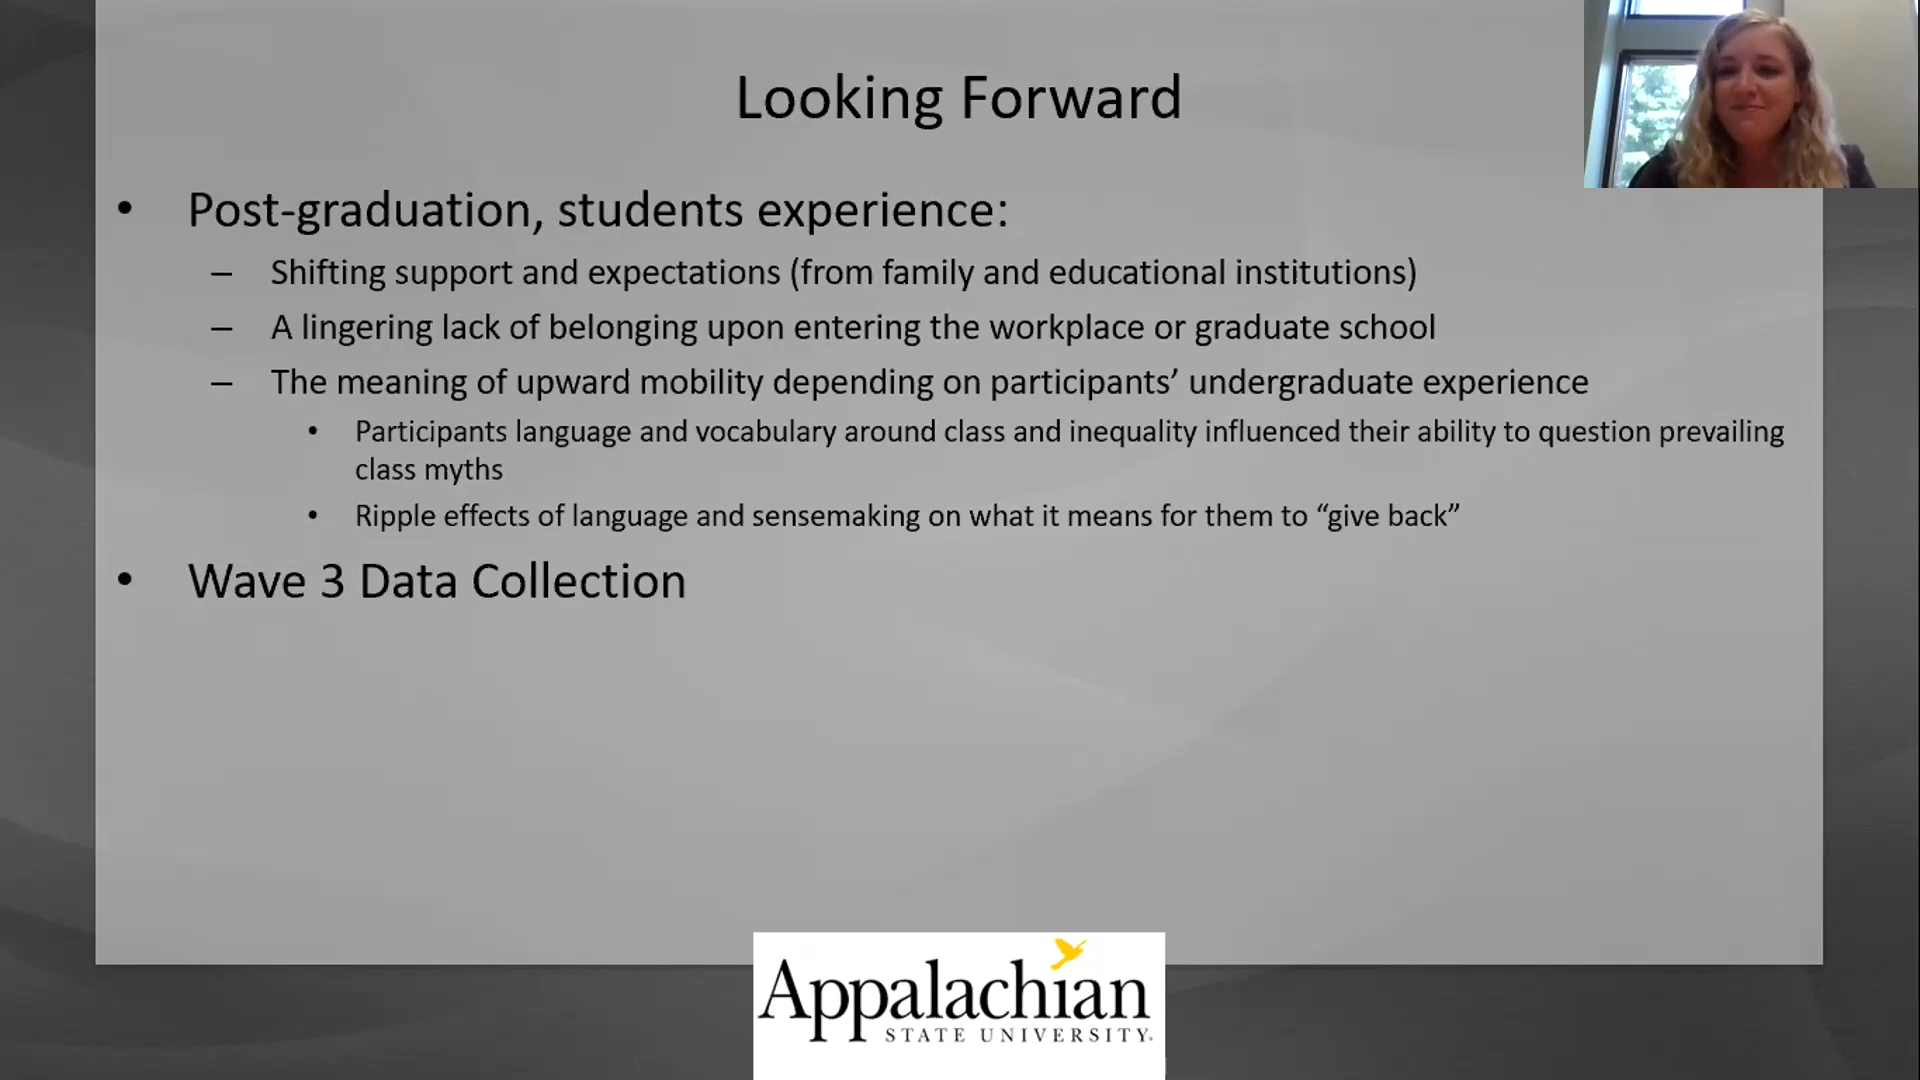 Looking Forward
• Post-graduation, students experience:
– Shifting support and expectations (from family and educational institutions)
– A lingering lack of belonging upon entering the workplace or graduate school
– The meaning of upward mobility depending on participants’ undergraduate experience
• Participants language and vocabulary around class and inequality influenced their ability to question prevailing
class myths
• Ripple effects of language and sensemaking on what it means for them to “give back”
• Wave 3 Data Collection
Appalachian
STATE UNIVERSITY